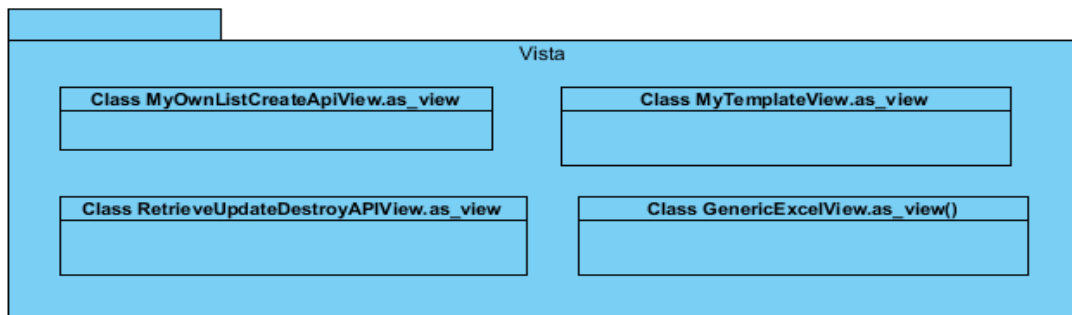 Vista
Class MyOwnListCreateApiView.as_view
Class MyTemplateView.as_view
Class RetrieveUpdateDestroyAPIView.as_view
Class GenericExcelView.as_view()